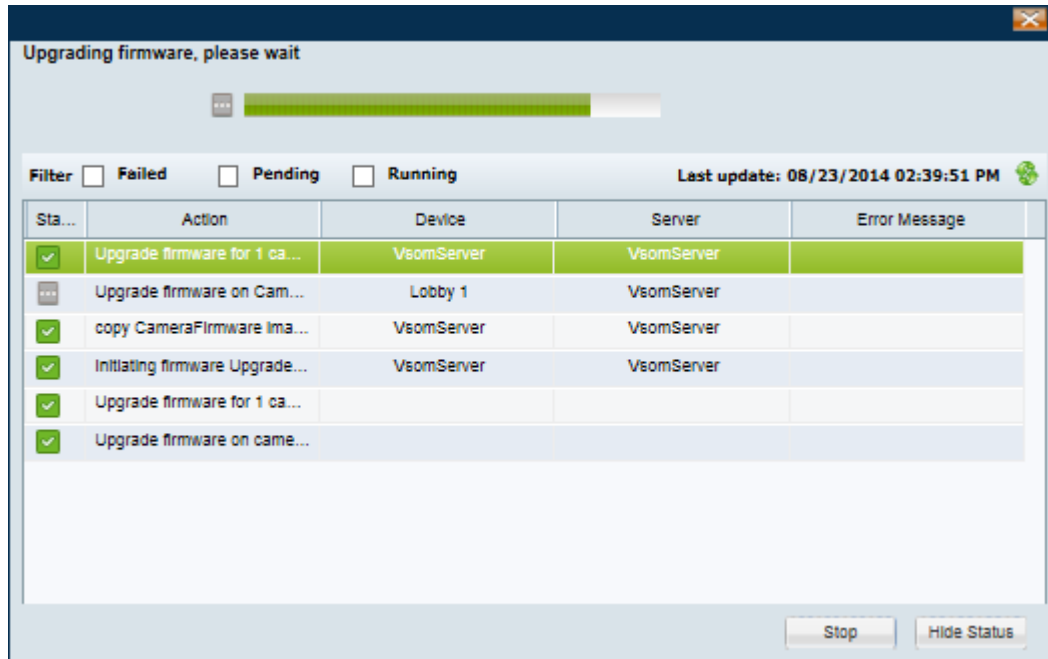 Upgrading firmware, please wait
Filter Failed Pending Running Last update: 08/23/2014 02:39:51 PM
Sta... Action Device Server Error Message
Upgrade firmware for 1 ca... VsomServer VsomServer
Upgrade firmware on Cam... Lobby 1 VsomServer
copy CameraFirmware ima... VsomServer VsomServer
Initiating firmware Upgrade... VsomServer VsomServer
Upgrade firmware for 1 ca...
Upgrade firmware on came...
Stop Hide Status